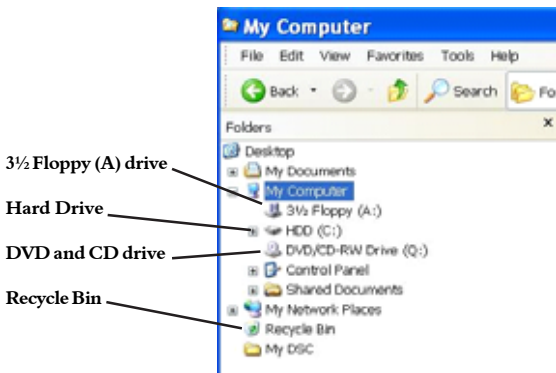 My Computer
File Edit View Favorites Tools Help
Back Search Fo
Folders x
Desktop
3½ Floppy (A) drive
My Documents
My Computer
3½ Floppy (A:)
Hard Drive
HDD (C:)
DVD and CD drive
DVD/CD-RW Drive (Q:)
Control Panel
Shared Documents
Recycle Bin
My Network Places
Recycle Bin
My DSC